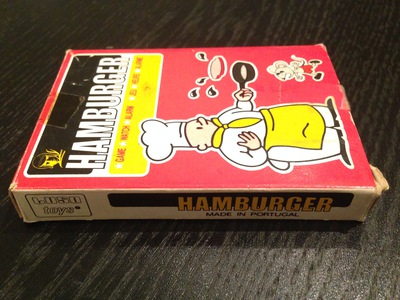 HAMBURGER
GAME WATCH ALARM
HAMBURGER
MADE IN PORTUGAL
toys